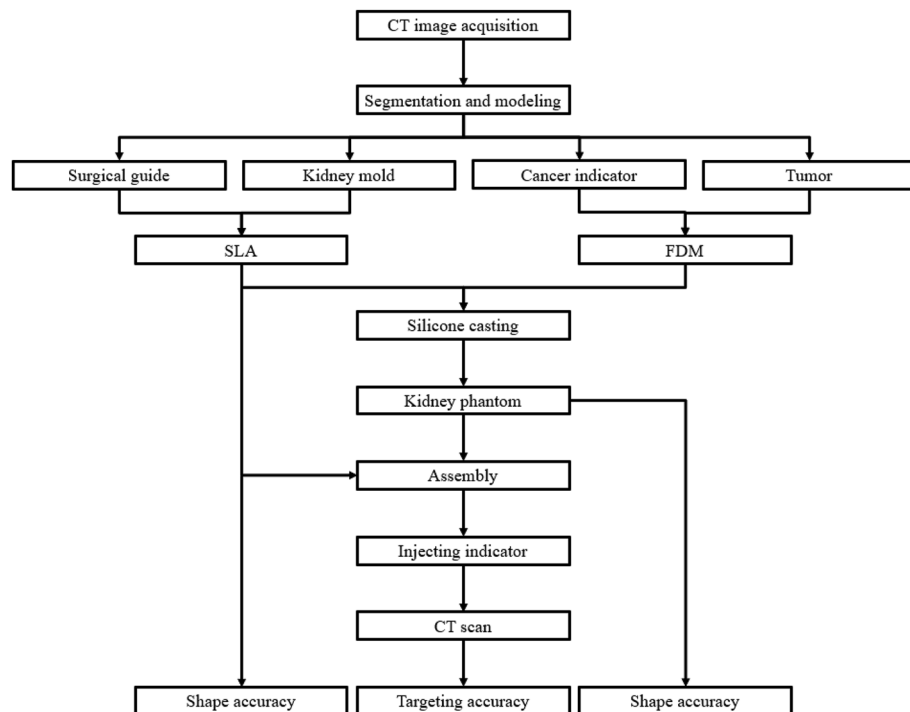 CT image acquisition
Segmentation and modeling
Surgical guide
Kidney mold
Cancer indicator
Tumor
SLA
FDM
Silicone casting
Kidney phantom
Assembly
Injecting indicator
CT scan
Shape accuracy
Targeting accuracy
Shape accuracy